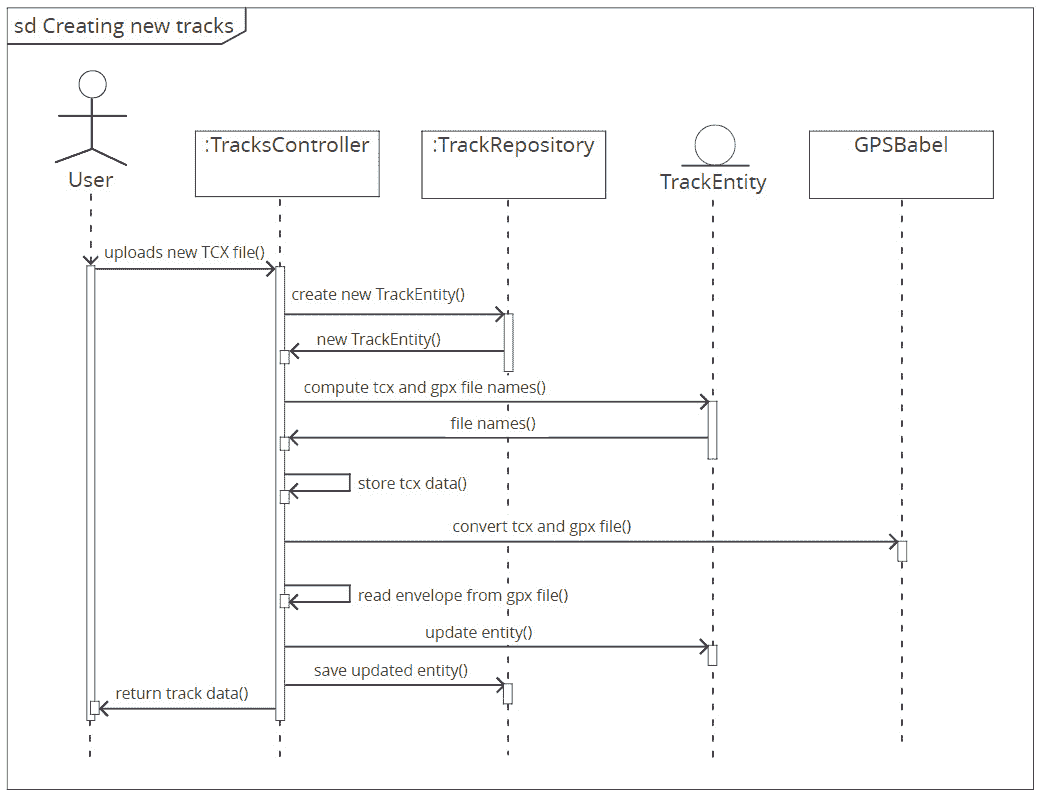 sd Creating new tracks
User
:TracksController
:TrackRepository
TrackEntity
GPSBabel
uploads new TCX file()
create new TrackEntity()
new TrackEntity()
compute tcx and gpx file names()
file names()
store tcx data()
convert tcx and gpx file()
read envelope from gpx file()
update entity()
save updated entity()
return track data()